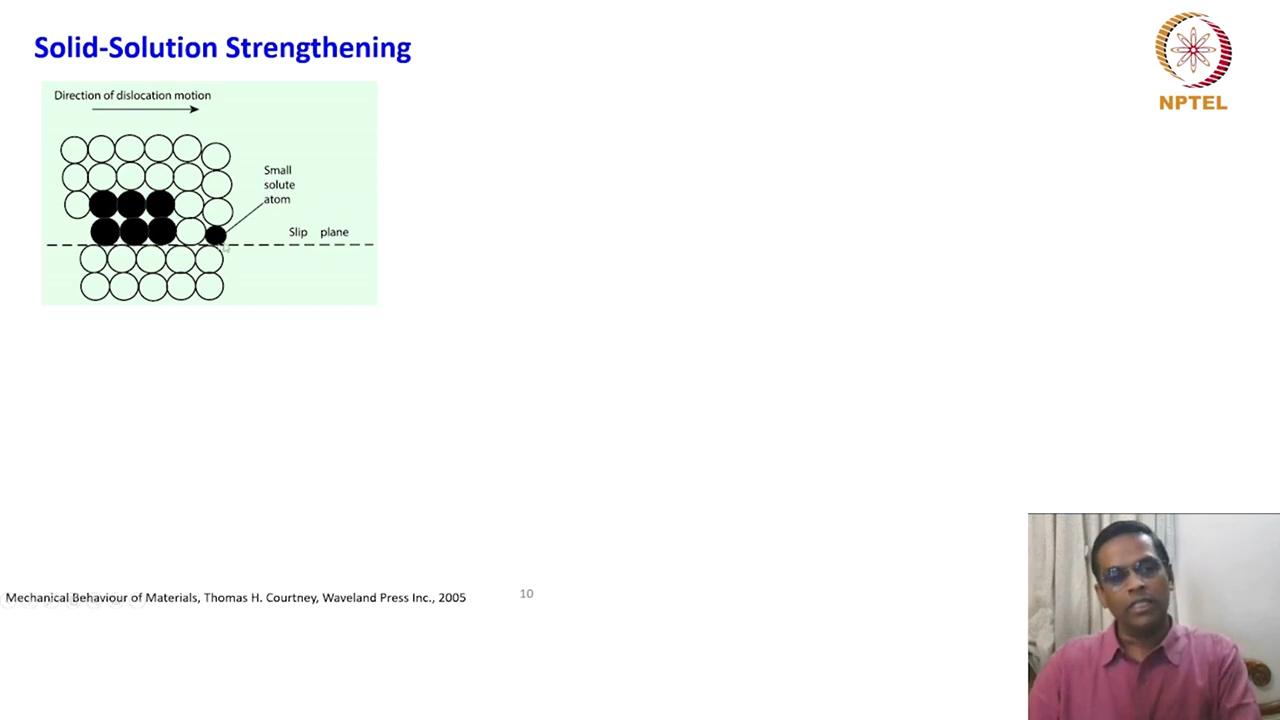 Solid-Solution Strengthening
NPTEL
Direction of dislocation motion
Small
solute
atom
Slip plane
Mechanical Behaviour of Materials, Thomas H. Courtney, Waveland Press Inc., 2005
10